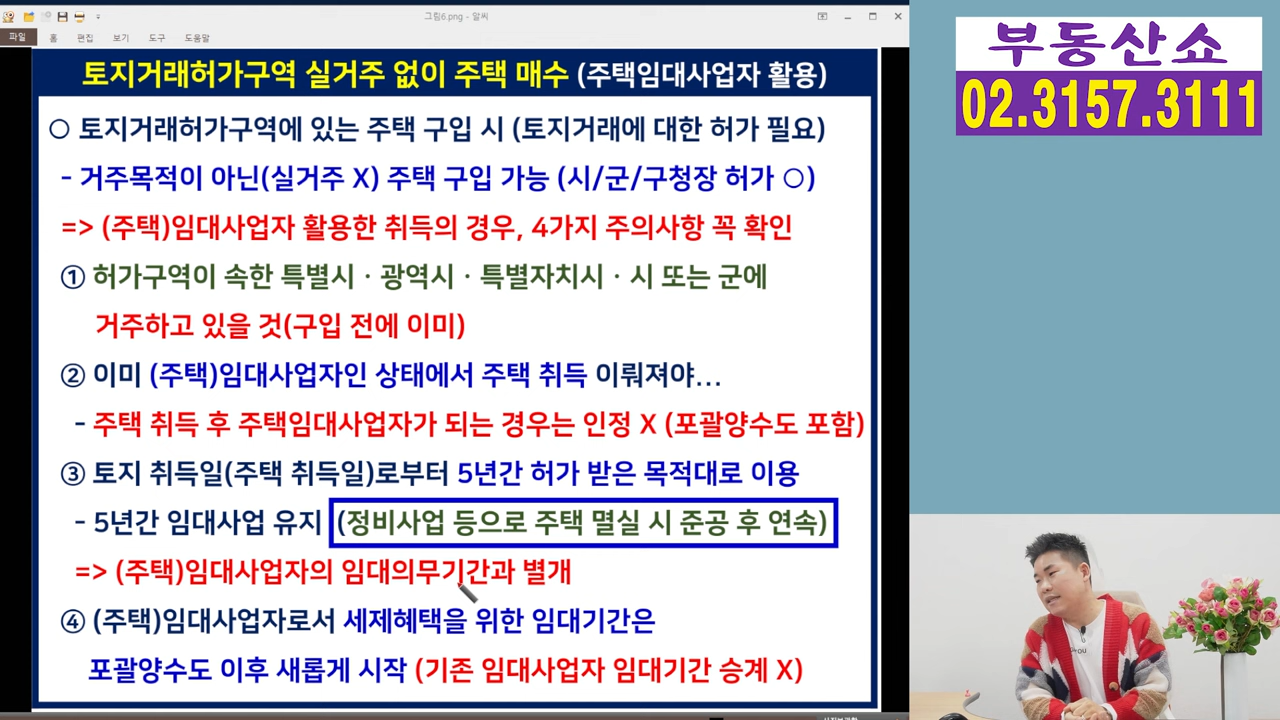 그림6.png - 알씨
파일 홈 편집 보기 도구 도움말
토지거래허가구역 실거주 없이 주택 매수 (주택임대사업자 활용)
○ 토지거래허가구역에 있는 주택 구입 시 (토지거래에 대한 허가 필요)
- 거주목적이 아닌(실거주 X) 주택 구입 가능 (시/군/구청장 허가 ○)
=> (주택)임대사업자 활용한 취득의 경우, 4가지 주의사항 꼭 확인
① 허가구역이 속한 특별시 · 광역시 · 특별자치시 · 시 또는 군에
거주하고 있을 것(구입 전에 이미)
② 이미 (주택)임대사업자인 상태에서 주택 취득 이뤄져야...
- 주택 취득 후 주택임대사업자가 되는 경우는 인정 X (포괄양수도 포함)
③ 토지 취득일(주택 취득일)로부터 5년간 허가 받은 목적대로 이용
- 5년간 임대사업 유지 (정비사업 등으로 주택 멸실 시 준공 후 연속)
=> (주택)임대사업자의 임대의무기간과 별개
④ (주택)임대사업자로서 세제혜택을 위한 임대기간은
포괄양수도 이후 새롭게 시작 (기존 임대사업자 임대기간 승계 X)
부동산쇼
02.3157.3111